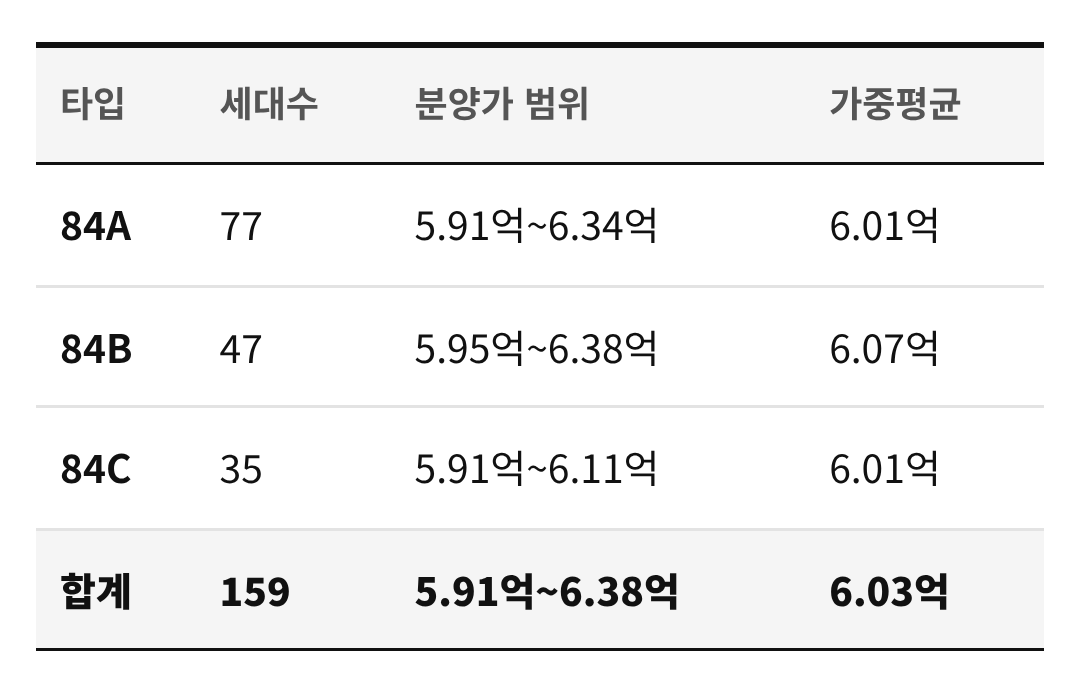 타입 세대수 분양가 범위 가중평균
84A 77 5.91억~6.34억 6.01억
84B 47 5.95억~6.38억 6.07억
84C 35 5.91억~6.11억 6.01억
합계 159 5.91억~6.38억 6.03억